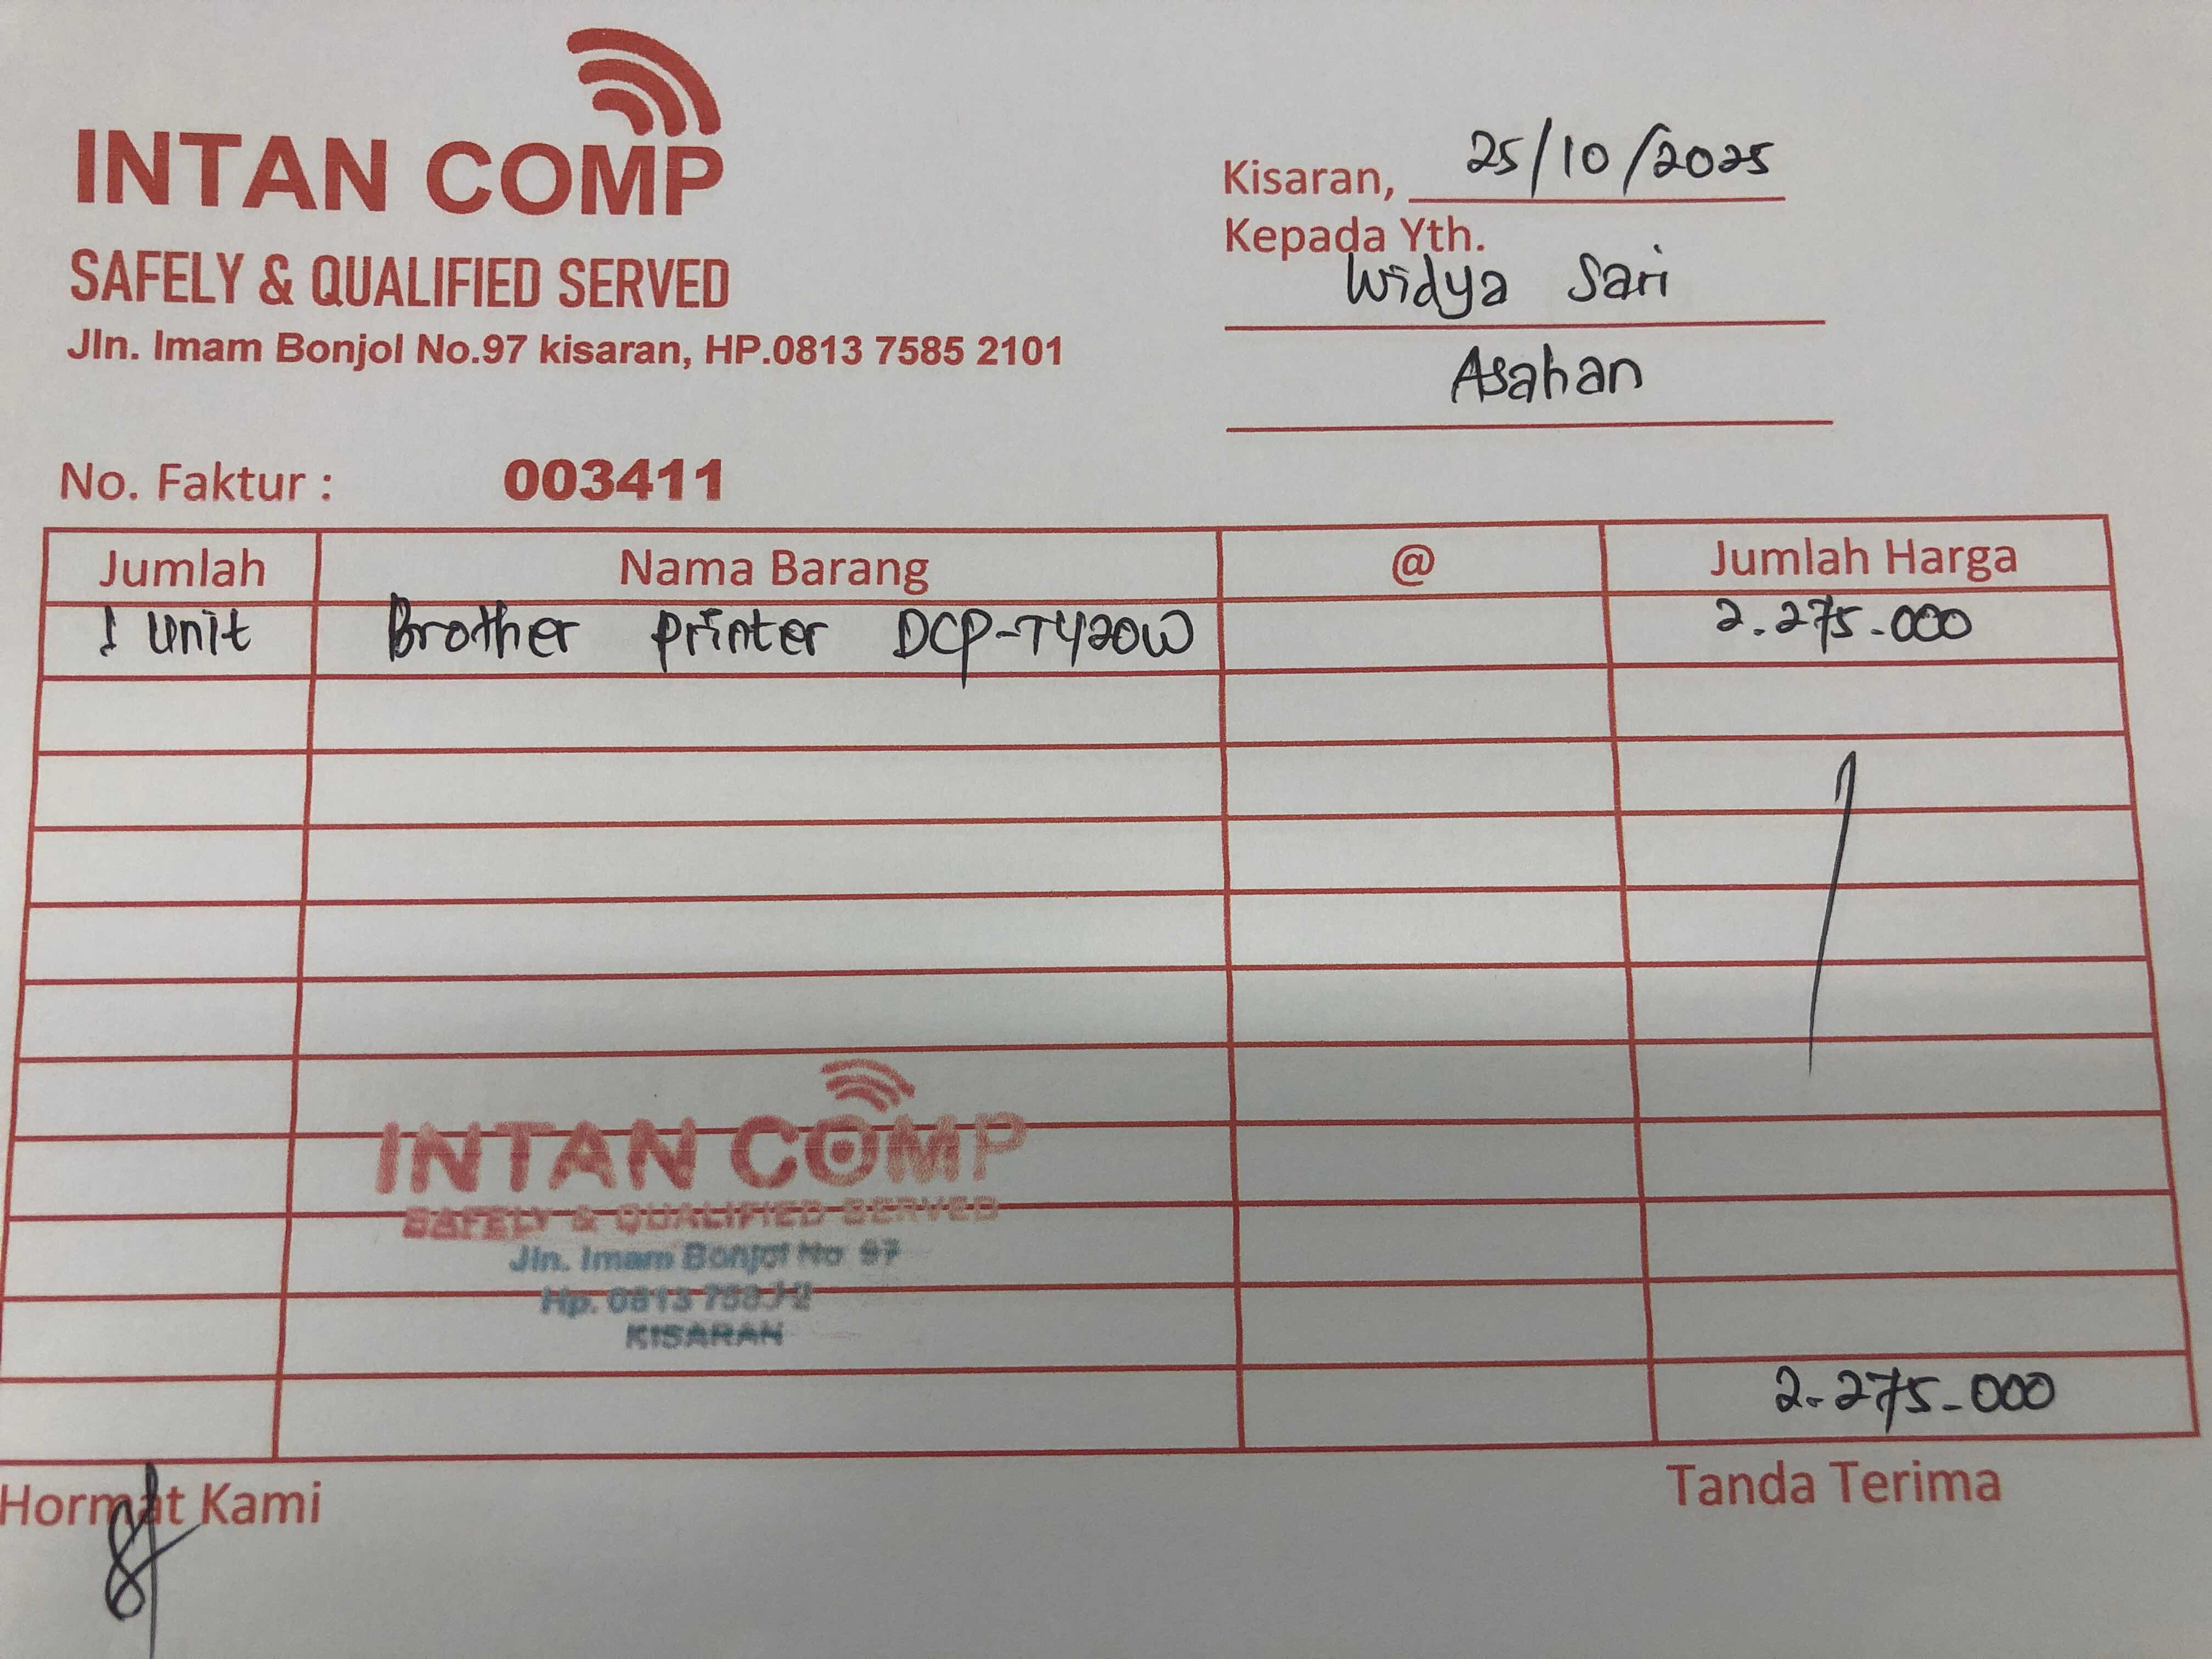 INTAN COMP
SAFELY & QUALIFIED SERVED
Jln. Imam Bonjol No.97 kisaran, HP.0813 7585 2101
Kisaran, 25/10/2025
Kepada Yth.
Widya Sari
Asahan
No. Faktur : 003411
Jumlah Nama Barang @ Jumlah Harga
1 Unit Brother Printer DCP-T420W 2.275.000
INTAN COMP
SAFELY & QUALIFIED SERVED
Jln. Imam Bonjol No 97
Hp. 0813
KISARAN
2.275.000
Hormat Kami Tanda Terima